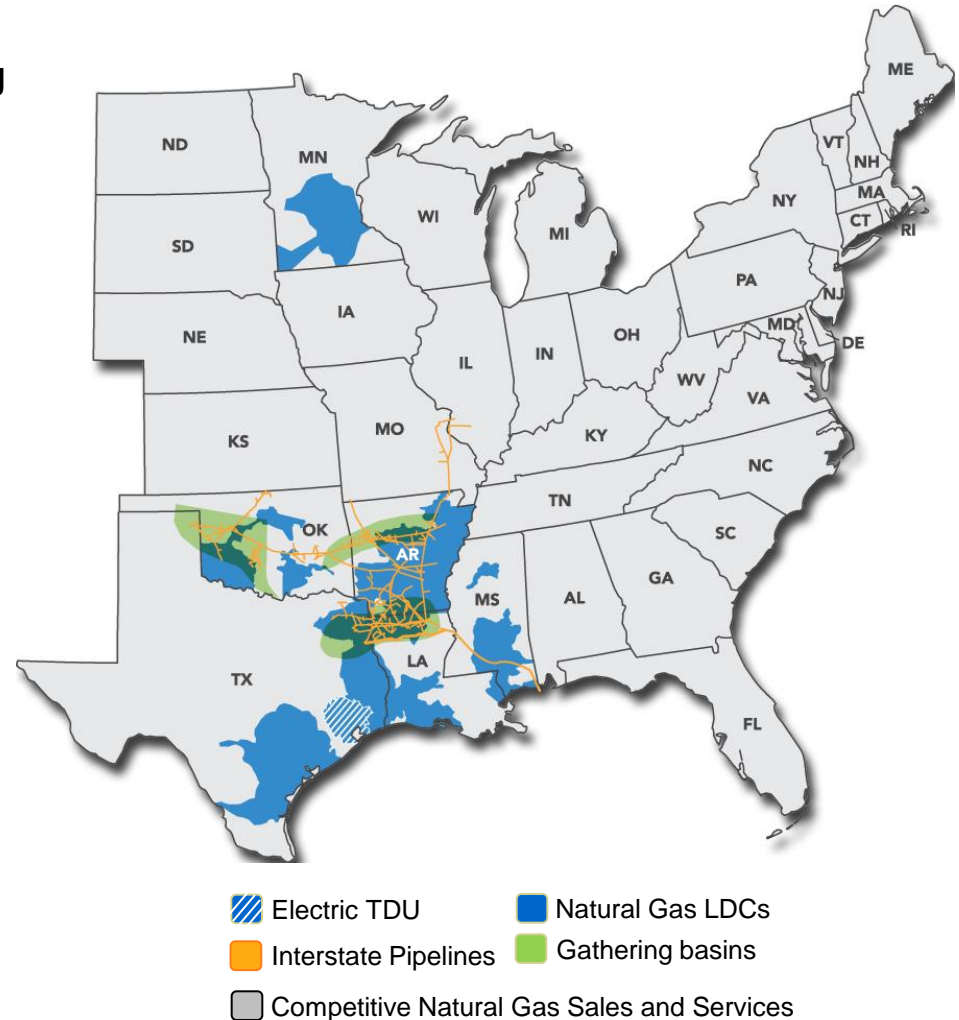 ME
ND
MN
VT
NH
WI
NY
MA
SD
MI
CT
RI
PA
IA
NJ
NE
OH
MD
IL
IN
DE
WV
VA
KS
MO
KY
NC
TN
OK
AR
SC
MS
AL
GA
LA
TX
FL
Electric TDU
Natural Gas LDCs
Interstate Pipelines
Gathering basins
Competitive Natural Gas Sales and Services